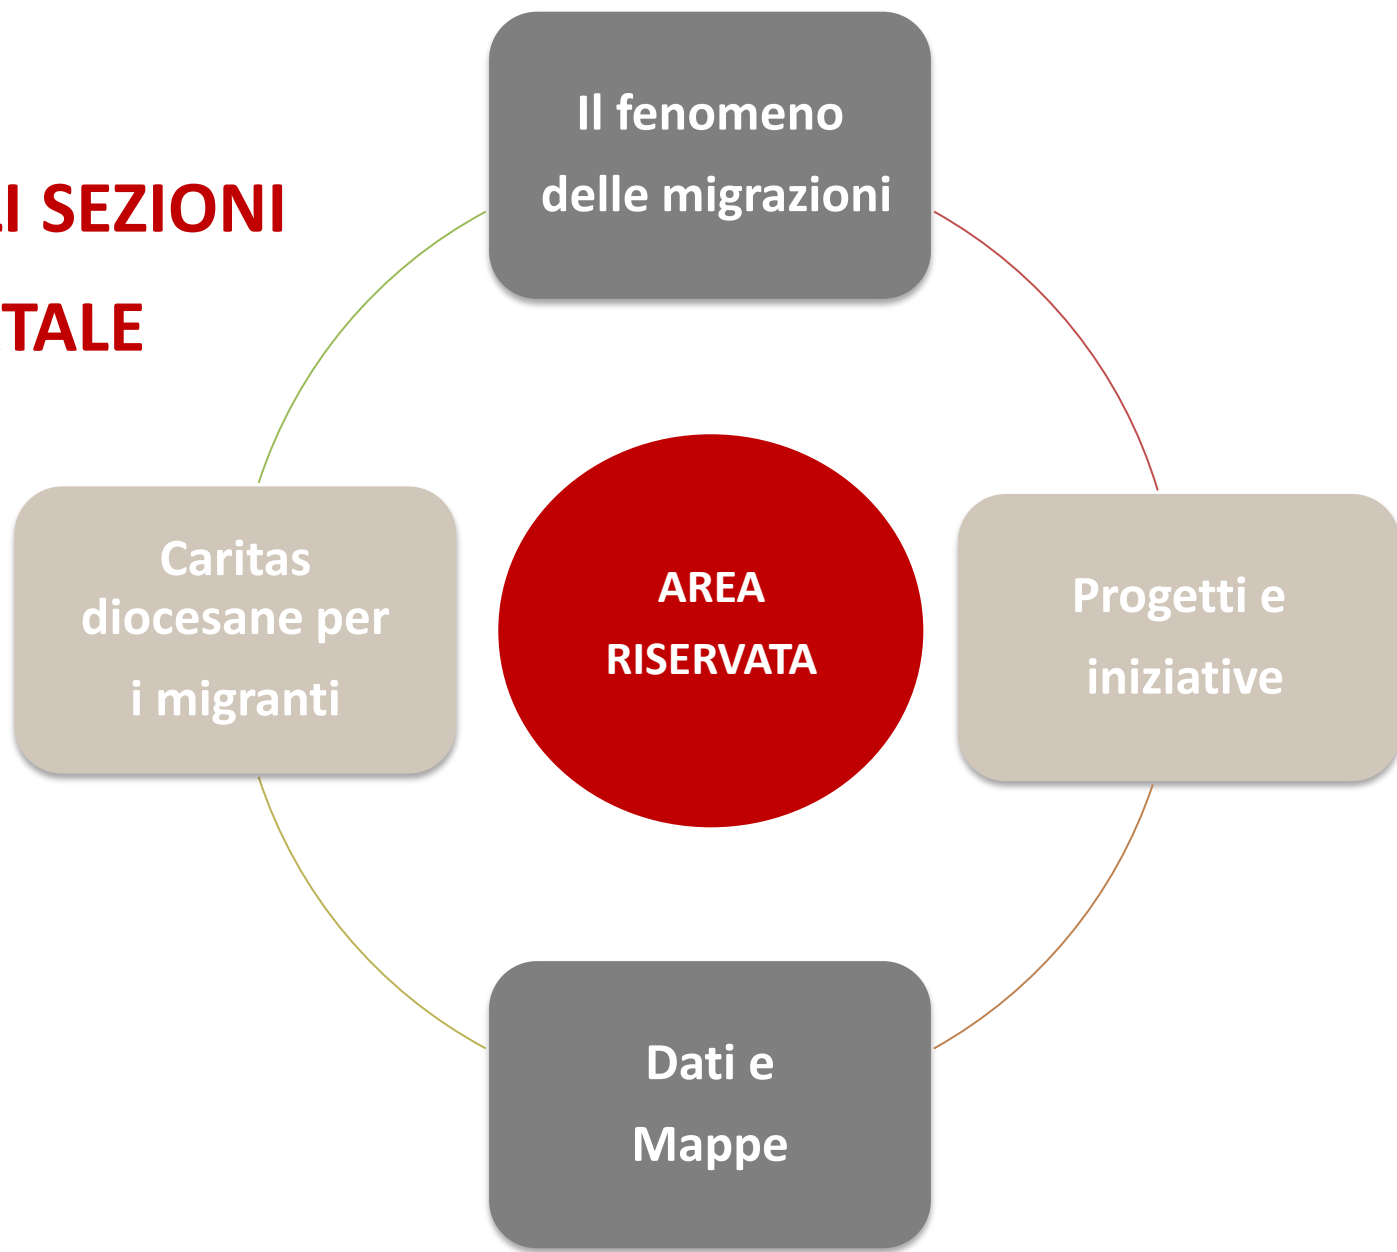 Il fenomeno
delle migrazioni
LI SEZIONI
TALE
Caritas
diocesane per
i migranti
AREA
RISERVATA
Progetti e
iniziative
Dati e
Mappe